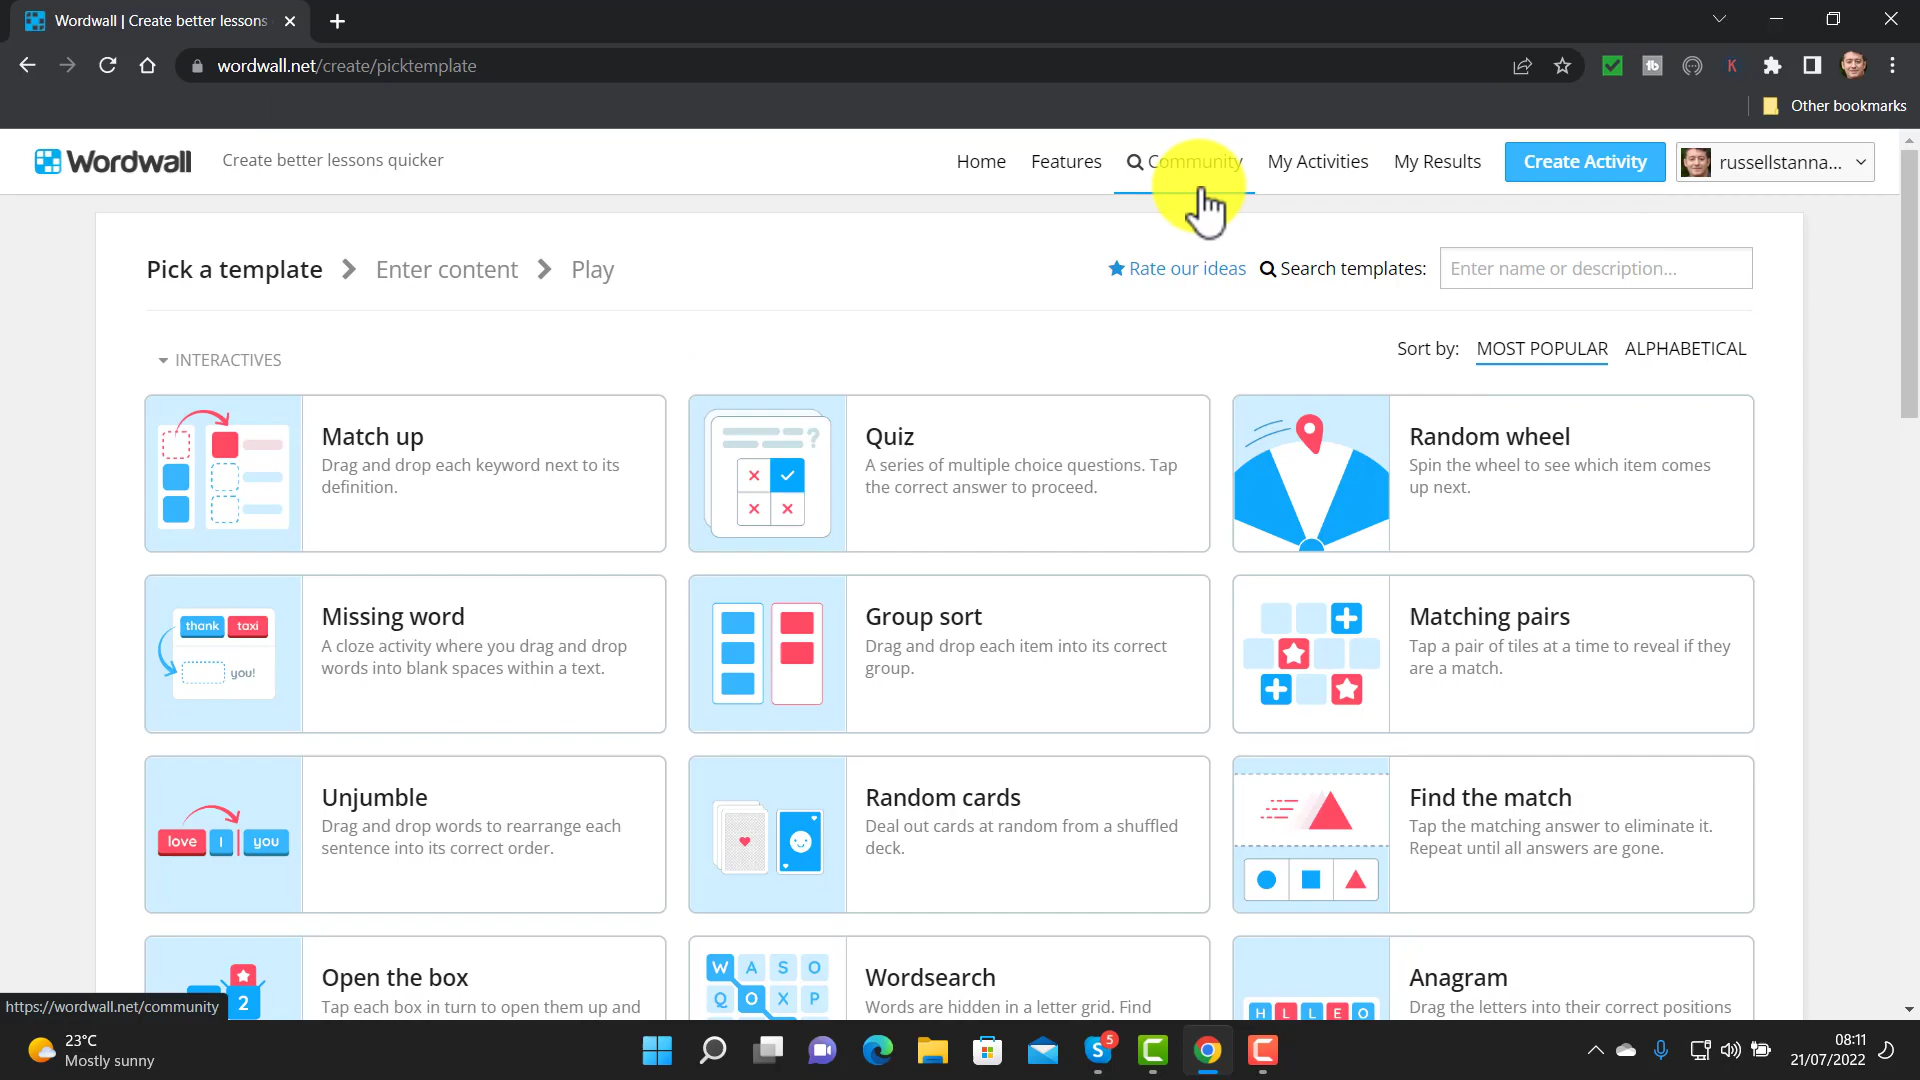 Wordwall | Create better lessons
wordwall.net/create/picktemplate
Other bookmarks
Wordwall
Create better lessons quicker
Home
Features
Community
My Activities
My Results
Create Activity
russellstanna...
Pick a template
Enter content
Play
Rate our ideas
Search templates:
Enter name or description...
INTERACTIVES
Sort by:
MOST POPULAR
ALPHABETICAL
Match up
Drag and drop each keyword next to its
definition.
?
Quiz
A series of multiple choice questions. Tap
the correct answer to proceed.
Random wheel
Spin the wheel to see which item comes
up next.
thank taxi
you!
Missing word
A cloze activity where you drag and drop
words into blank spaces within a text.
Group sort
Drag and drop each item into its correct
group.
Matching pairs
Tap a pair of tiles at a time to reveal if they
are a match.
love I you
Unjumble
Drag and drop words to rearrange each
sentence into its correct order.
Random cards
Deal out cards at random from a shuffled
deck.
Find the match
Tap the matching answer to eliminate it.
Repeat until all answers are gone.
2
Open the box
Tap each box in turn to open them up and
W A S O
Q O X P
Wordsearch
Words are hidden in a letter grid. Find
H L L E O
Anagram
Drag the letters into their correct positions
https://wordwall.net/community
23°C
Mostly sunny
5
08:11
21/07/2022